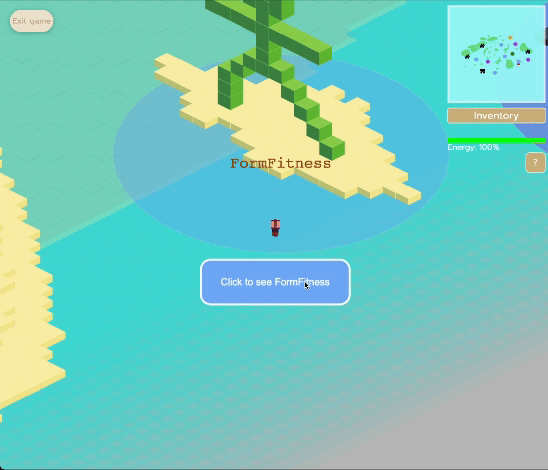 Exit game
Inventory
Energy: 100%
?
FormFitness
Click to see FormFitness